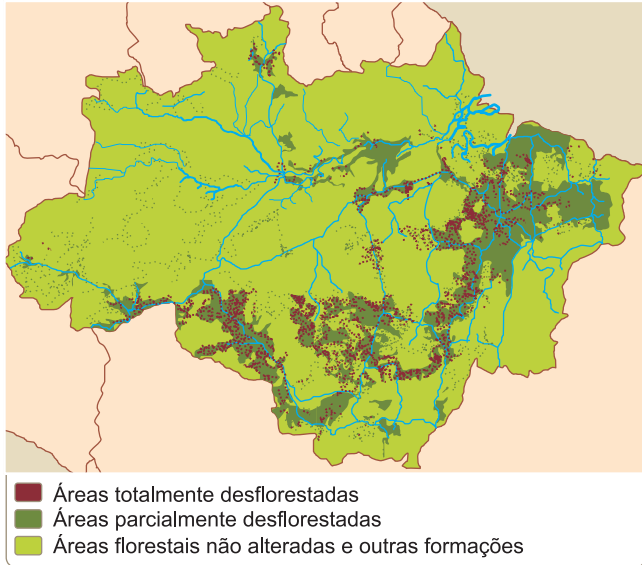 Áreas totalmente desflorestadas
Áreas parcialmente desflorestadas
Áreas florestais não alteradas e outras formações